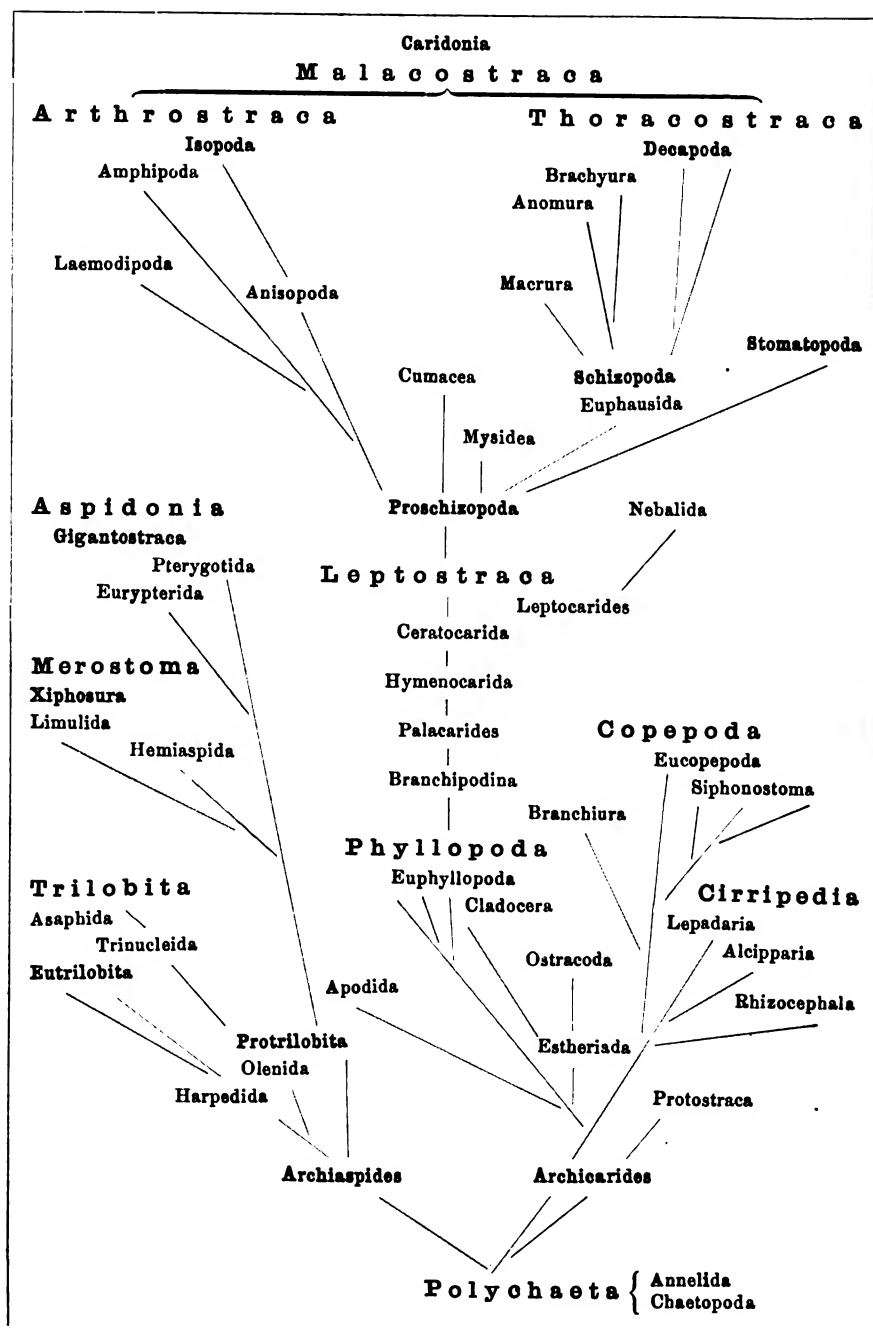 Caridonia
Malacostraca
Arthrostraca
Thoracostraca
Isopoda
Decapoda
Amphipoda
Brachyura
Anomura
Laemodipoda
Anisopoda
Macrura
Stomatopoda
Cumacea
Schizopoda
Euphausida
Mysidea
Aspidonia
Proschizopoda
Nebalida
Gigantostraca
Pterygotida
Leptostraca
Eurypterida
Leptocarides
Ceratocarida
Merostoma
Xiphosura
Hymenocarida
Limulida
Palacarides
Copepoda
Hemiaspida
Eucopepoda
Branchipodina
Siphonostoma
Branchiura
Phyllopoda
Trilobita
Euphyllopoda
Cirripedia
Asaphida
Cladocera
Lepadaria
Trinucleida
Alcipparia
Eutrilobita
Ostracoda
Apodida
Rhizocephala
Protrilobita
Estheriada
Olenida
Harpedida
Protostraca
Archiaspides
Archicarides
Polychaeta { Annelida
Chaetopoda